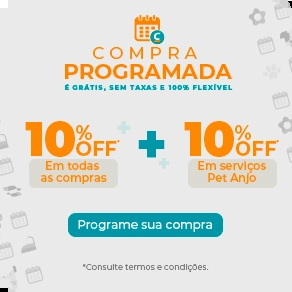 C
COMPRA
PROGRAMADA
É GRÁTIS, SEM TAXAS E 100% FLEXÍVEL
10% OFF* + 10% OFF*
Em todas as compras
Em serviços Pet Anjo
Programe sua compra
*Consulte termos e condições.